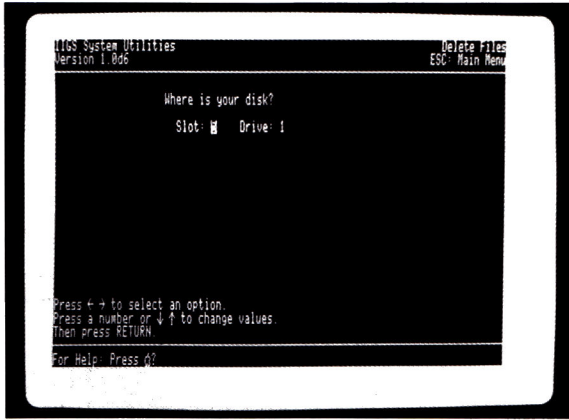 IIGS System Utilities Delete Files
Version 1.0d6 ESC: Main Menu
Where is your disk?
Slot: Drive: 1
Press ← → to select an option.
Press a number or ↓ ↑ to change values.
Then press RETURN.
For Help: Press ?